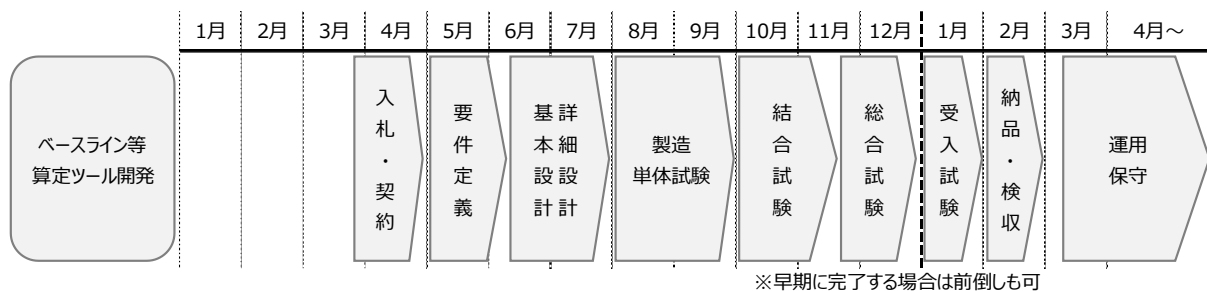 1月 2月 3月 4月 5月 6月 7月 8月 9月 10月 11月 12月 1月 2月 3月 4月～
ベースライン等
算定ツール開発
入札・契約
要件定義
基本設計
詳細設計
製造
単体試験
結合試験
総合試験
受入試験
納品・検収
運用
保守
※早期に完了する場合は前倒しも可